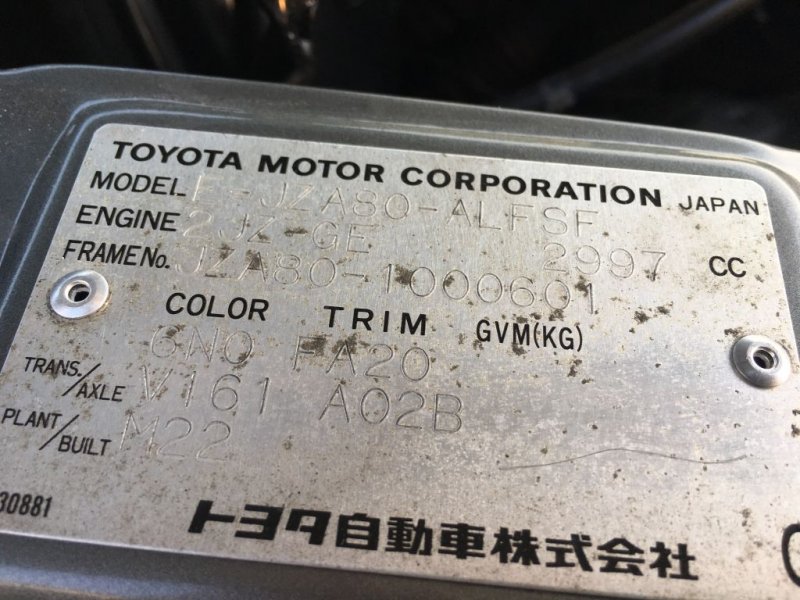 TOYOTA MOTOR CORPORATION JAPAN
MODEL E-JZA80-ALFSF
ENGINE 2JZ-GE 2997 CC
FRAME No. JZA80-1000601
COLOR TRIM GVM(KG)
6N0 FA20
TRANS./AXLE V161 A02B
PLANT/BUILT M22
30881
トヨタ自動車株式会社